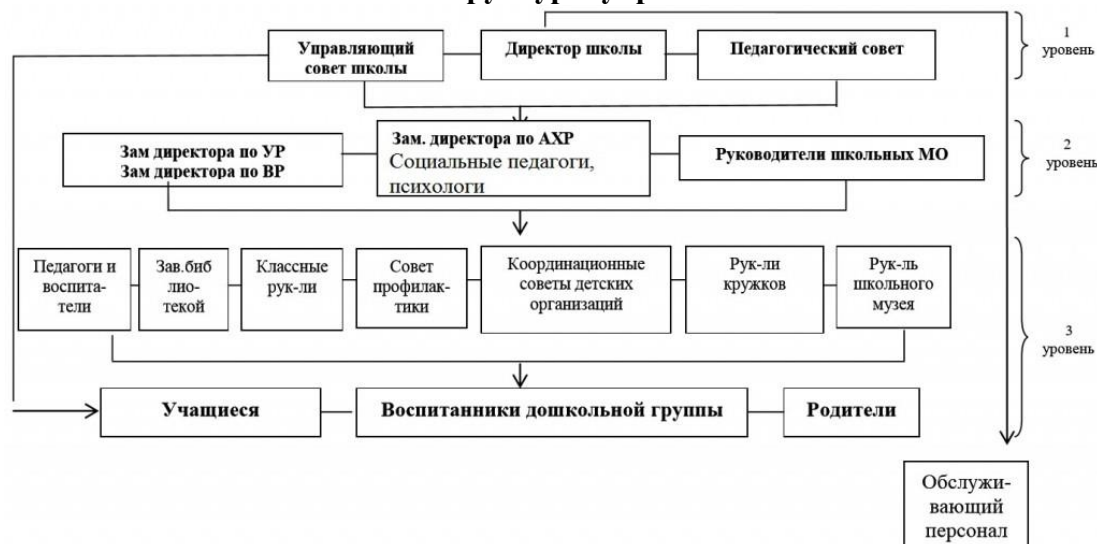 Управляющий
совет школы
Директор школы
Педагогический совет
1
уровень
Зам директора по УР
Зам директора по ВР
Зам. директора по АХР
Социальные педагоги,
психологи
Руководители школьных МО
2
уровень
Педагоги и
воспита-
тели
Зав.биб
лио-
текой
Классные
рук-ли
Совет
профилак-
тики
Координационные
советы детских
организаций
Рук-ли
кружков
Рук-ль
школьного
музея
3
уровень
Учащиеся
Воспитанники дошкольной группы
Родители
Обслужи-
вающий
персонал